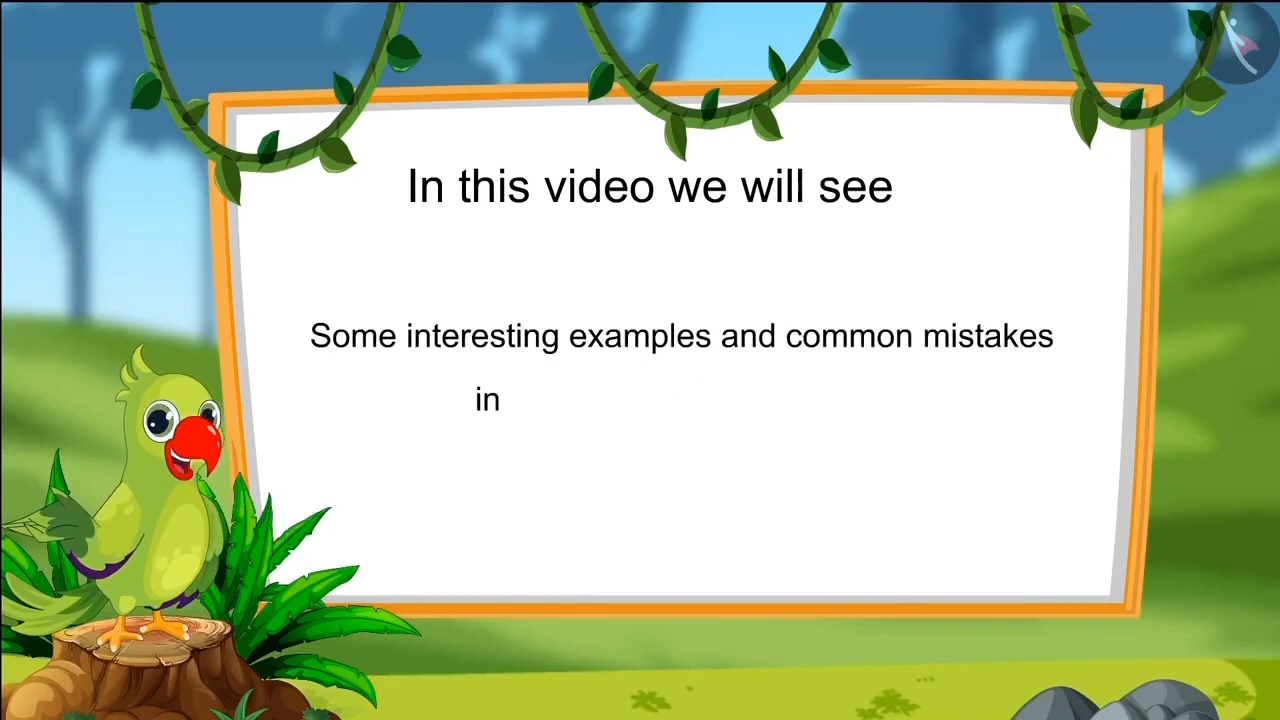 In this video we will see
Some interesting examples and common mistakes
in